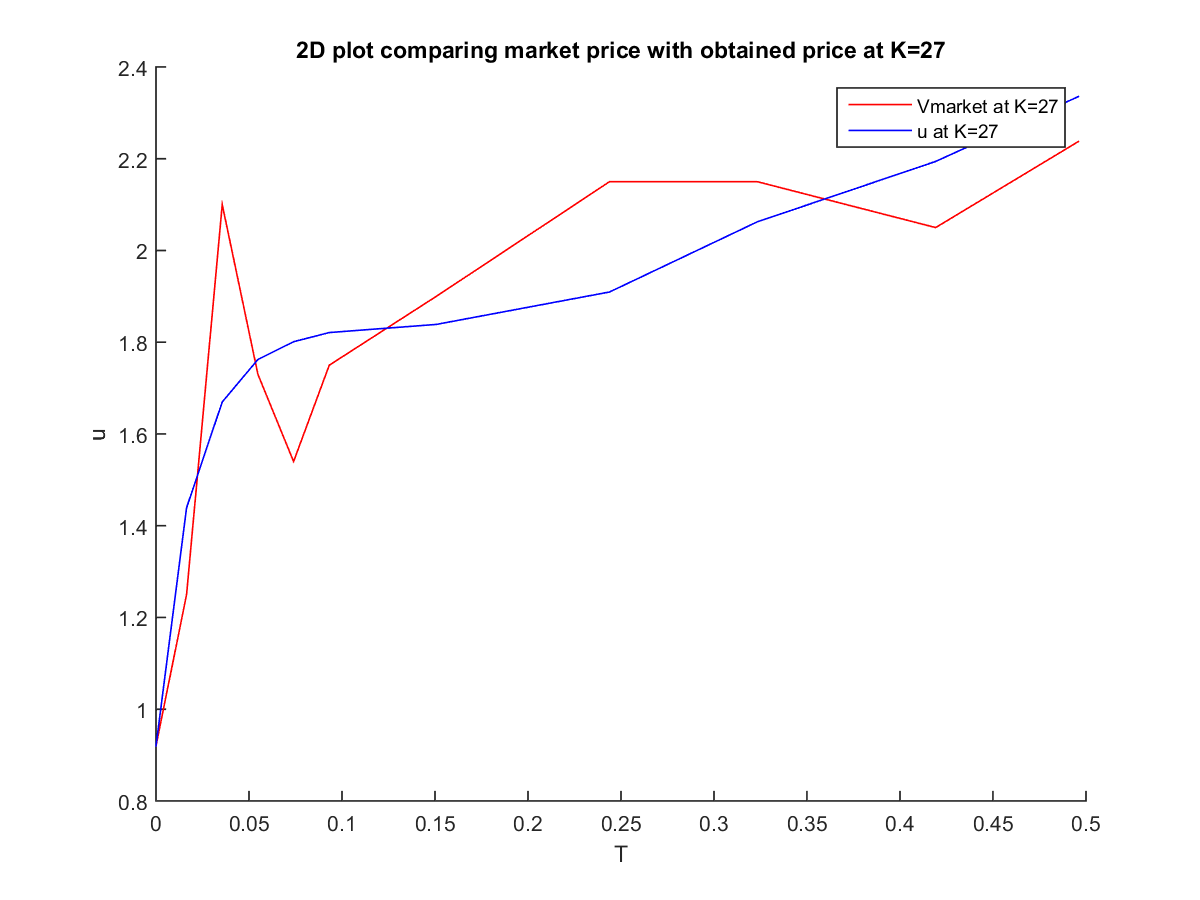 2D plot comparing market price with obtained price at K=27
2.4
2.2
2
1.8
1.6
1.4
1.2
1
0.8
u
Vmarket at K=27
u at K=27
0 0.05 0.1 0.15 0.2 0.25 0.3 0.35 0.4 0.45 0.5
T